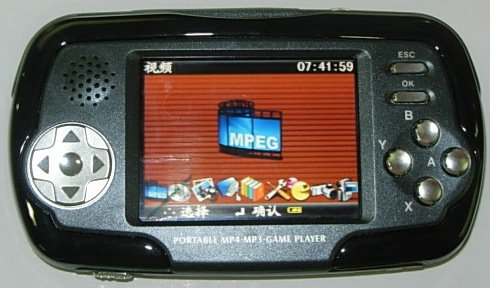 视频 07:41:59
ESC
OK
MPEG
B
Y
A
X
选择 确认
PORTABLE MP4·MP3·GAME PLAYER